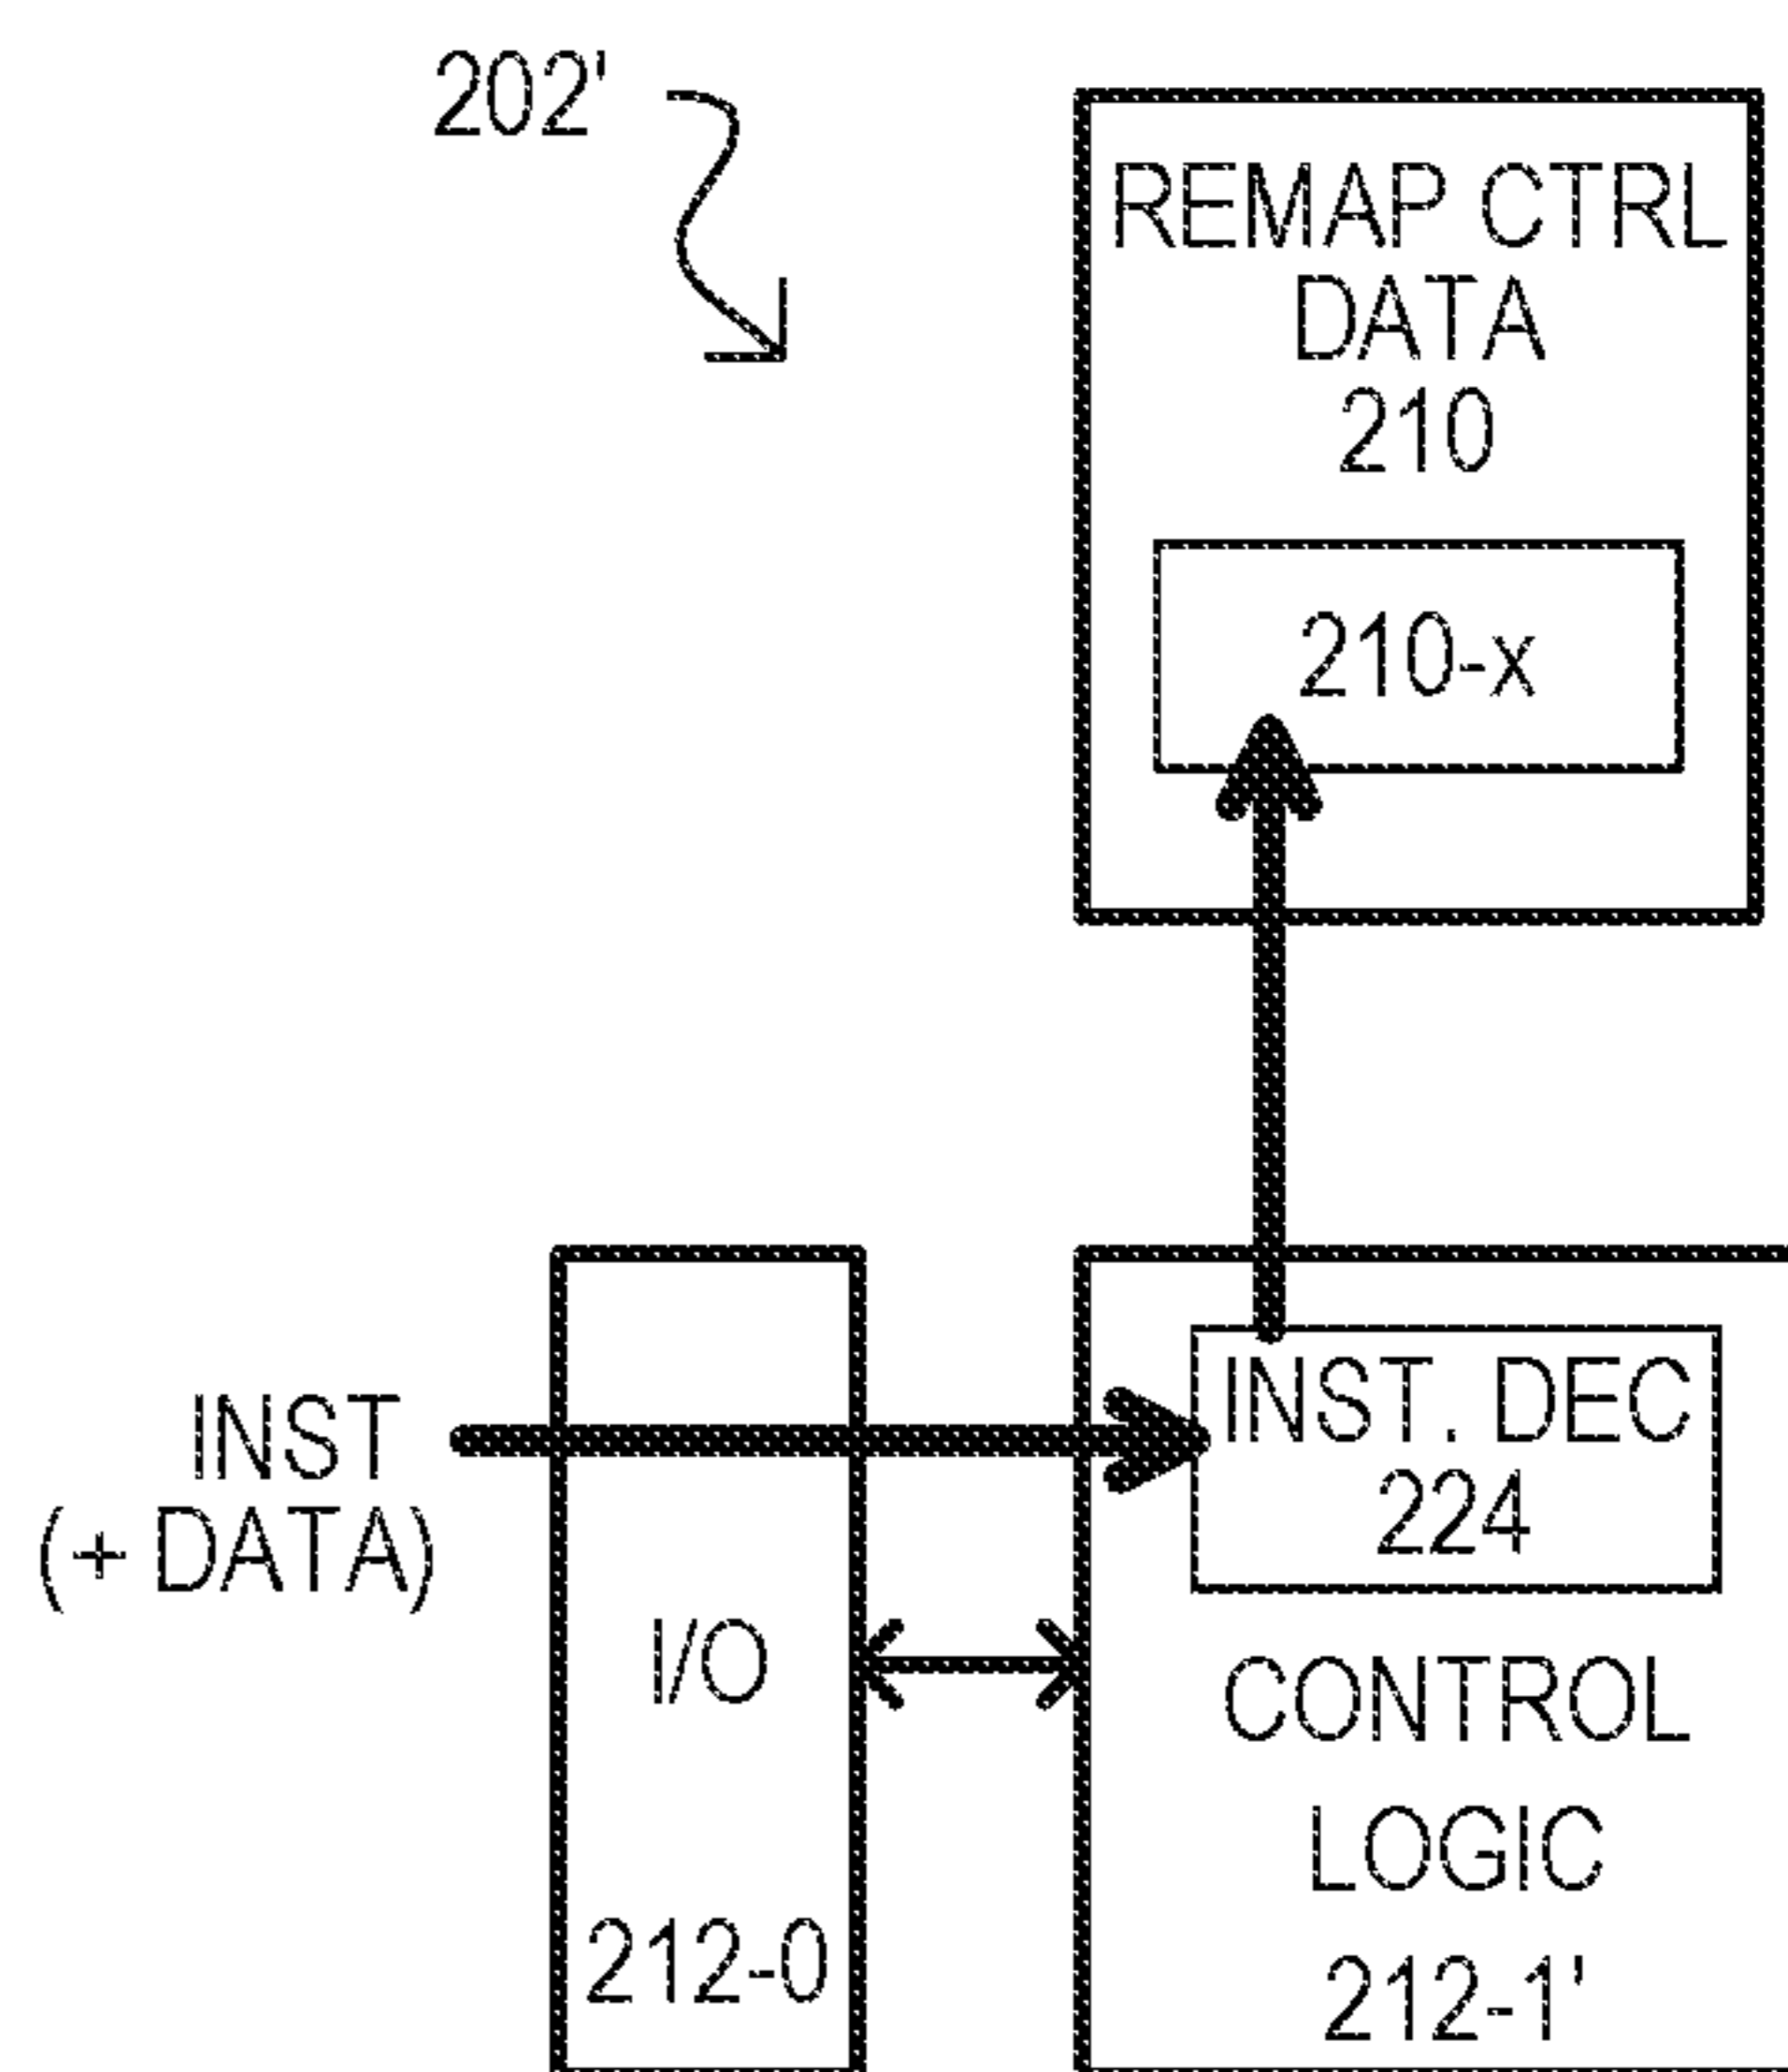 202'
REMAP CTRL
DATA
210
210-x
INST
(+ DATA)
INST. DEC
224
I/O
212-0
CONTROL
LOGIC
212-1'